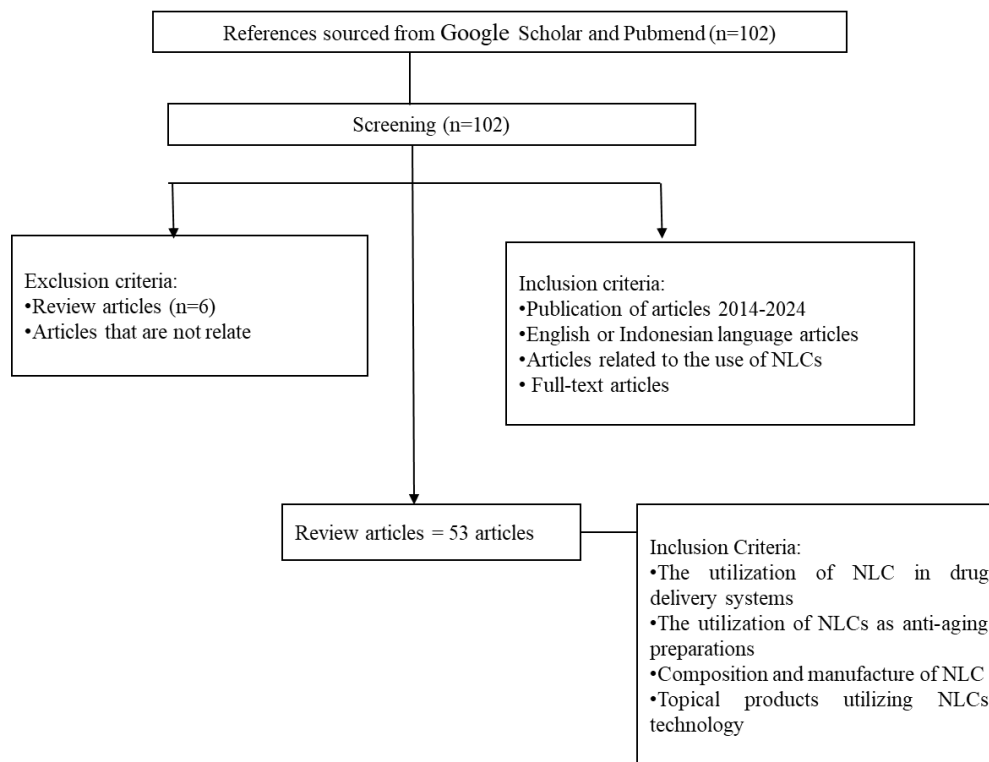 References sourced from Google Scholar and Pubmend (n=102)
Screening (n=102)
Exclusion criteria:
•Review articles (n=6)
•Articles that are not relate
Inclusion criteria:
•Publication of articles 2014-2024
•English or Indonesian language articles
•Articles related to the use of NLCs
• Full-text articles
Review articles = 53 articles
Inclusion Criteria:
•The utilization of NLC in drug
delivery systems
•The utilization of NLCs as anti-aging
preparations
•Composition and manufacture of NLC
•Topical products utilizing NLCs
technology